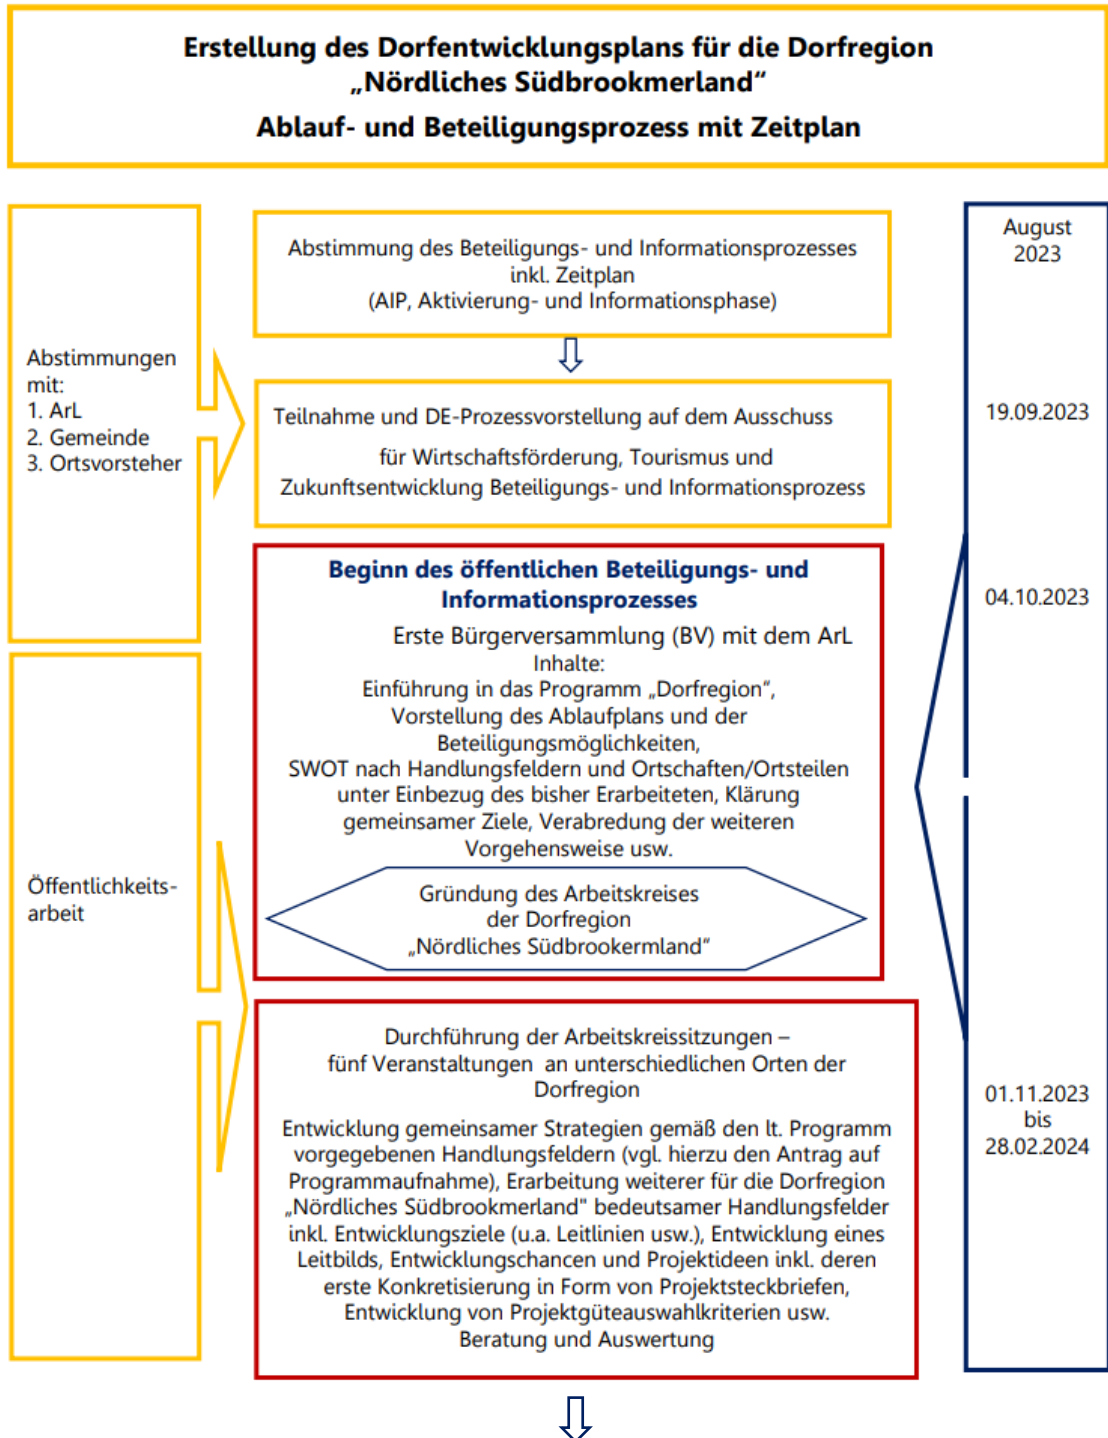 Erstellung des Dorfentwicklungsplans für die Dorfregion
„Nördliches Südbrookmerland“
Ablauf- und Beteiligungsprozess mit Zeitplan
Abstimmungen
mit:
1. ArL
2. Gemeinde
3. Ortsvorsteher
Abstimmung des Beteiligungs- und Informationsprozesses
inkl. Zeitplan
(AIP, Aktivierung- und Informationsphase)
August
2023
Teilnahme und DE-Prozessvorstellung auf dem Ausschuss
für Wirtschaftsförderung, Tourismus und
Zukunftsentwicklung Beteiligungs- und Informationsprozess
19.09.2023
Beginn des öffentlichen Beteiligungs- und
Informationsprozesses
04.10.2023
Erste Bürgerversammlung (BV) mit dem ArL
Inhalte:
Einführung in das Programm „Dorfregion“,
Vorstellung des Ablaufplans und der
Beteiligungsmöglichkeiten,
SWOT nach Handlungsfeldern und Ortschaften/Ortsteilen
unter Einbezug des bisher Erarbeiteten, Klärung
gemeinsamer Ziele, Verabredung der weiteren
Vorgehensweise usw.
Öffentlichkeits-
arbeit
Gründung des Arbeitskreises
der Dorfregion
„Nördliches Südbrookermland“
Durchführung der Arbeitskreissitzungen –
fünf Veranstaltungen an unterschiedlichen Orten der
Dorfregion
Entwicklung gemeinsamer Strategien gemäß den lt. Programm
vorgegebenen Handlungsfeldern (vgl. hierzu den Antrag auf
Programmaufnahme), Erarbeitung weiterer für die Dorfregion
„Nördliches Südbrookmerland" bedeutsamer Handlungsfelder
inkl. Entwicklungsziele (u.a. Leitlinien usw.), Entwicklung eines
Leitbilds, Entwicklungschancen und Projektideen inkl. deren
erste Konkretisierung in Form von Projektsteckbriefen,
Entwicklung von Projektgüteauswahlkriterien usw.
Beratung und Auswertung
01.11.2023
bis
28.02.2024